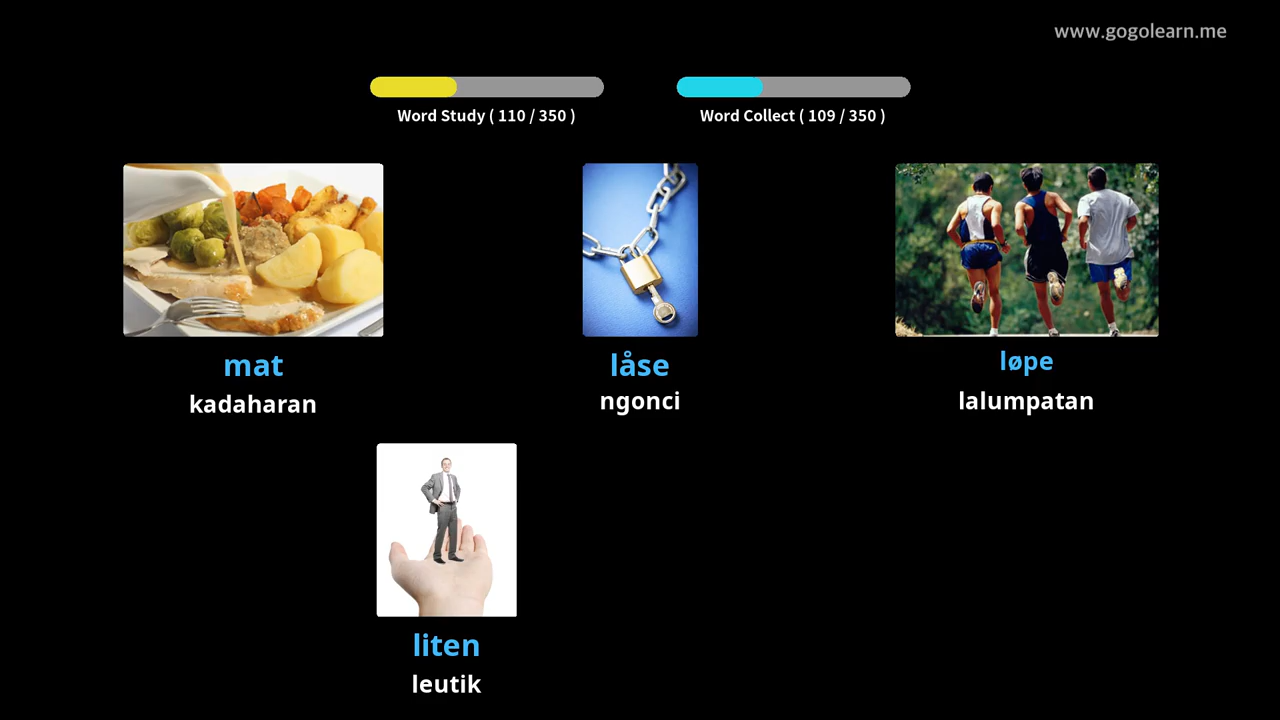 www.gogolearn.me
Word Study ( 110 / 350 )
Word Collect ( 109 / 350 )
mat
kadaharan
låse
ngonci
løpe
lalumpatan
liten
leutik